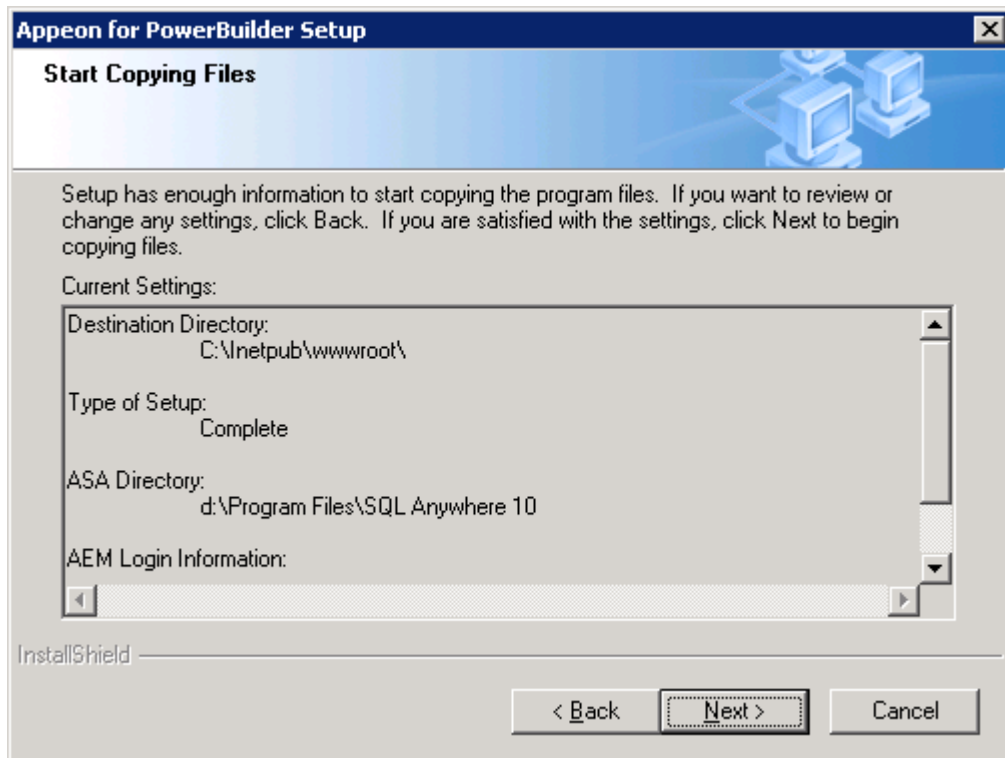 Appeon for PowerBuilder Setup
Start Copying Files
Setup has enough information to start copying the program files.  If you want to review or
change any settings, click Back.  If you are satisfied with the settings, click Next to begin
copying files.
Current Settings:
Destination Directory:
C:\Inetpub\wwwroot\
Type of Setup:
Complete
ASA Directory:
d:\Program Files\SQL Anywhere 10
AEM Login Information:
InstallShield
< Back
Next >
Cancel